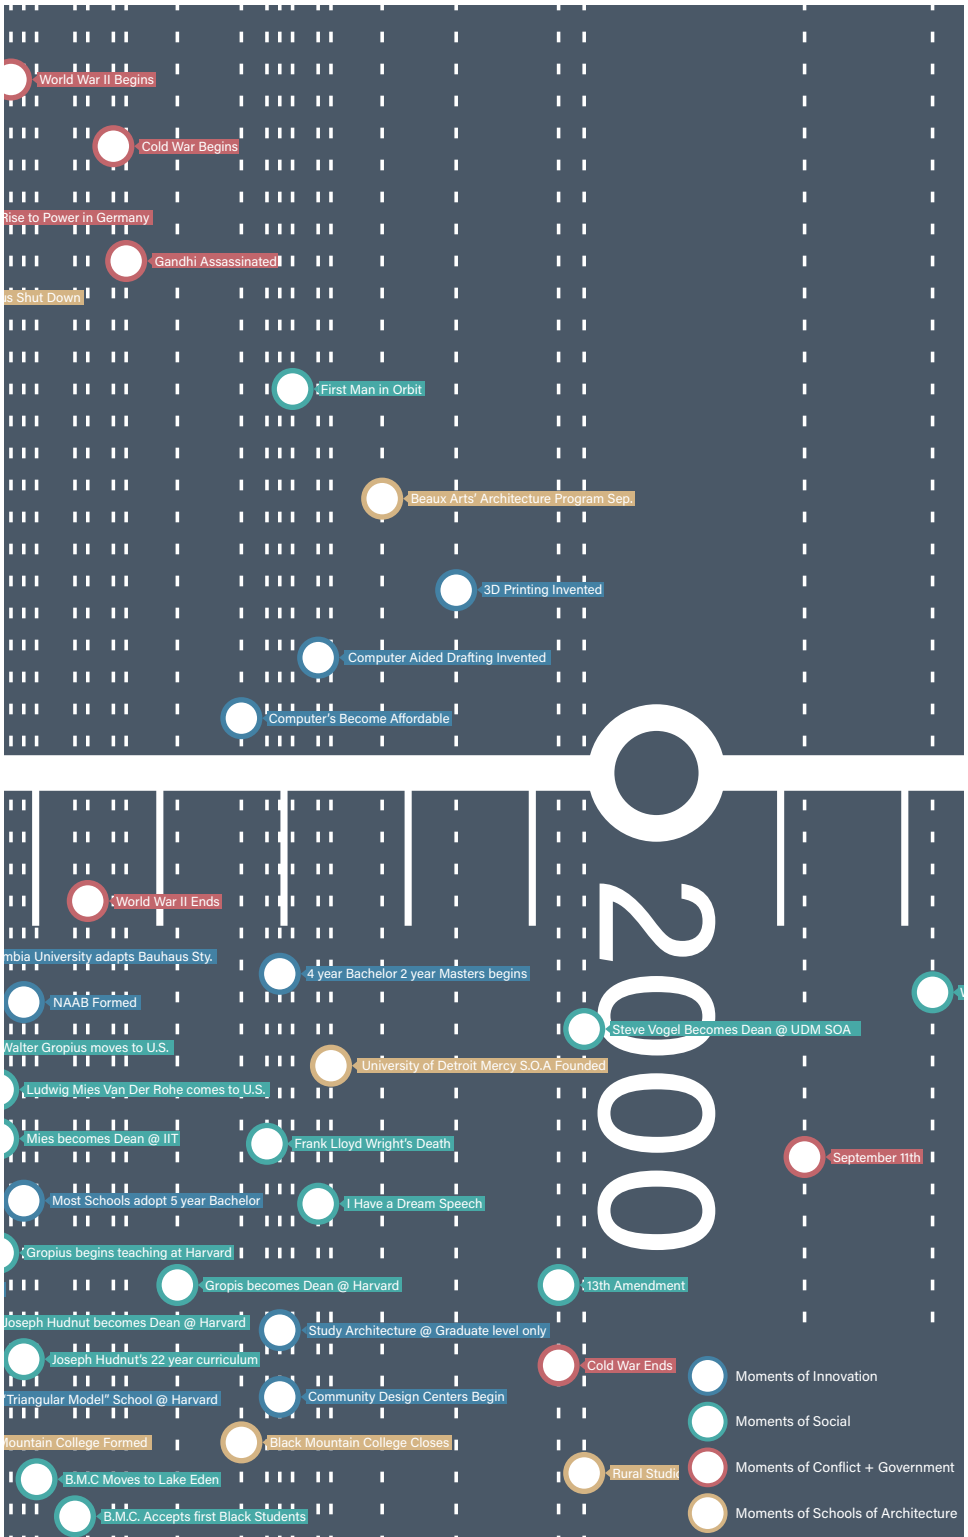 World War II Begins
Cold War Begins
Rise to Power in Germany
Gandhi Assassinated
Shut Down
First Man in Orbit
Beaux Arts' Architecture Program Sep.
3D Printing Invented
Computer Aided Drafting Invented
Computer's Become Affordable
2000
World War II Ends
University adapts Bauhaus Sty.
4 year Bachelor 2 year Masters begins
NAAB Formed
Steve Vogel Becomes Dean @ UDM SOA
Walter Gropius moves to U.S.
University of Detroit Mercy S.O.A Founded
Ludwig Mies Van Der Rohe comes to U.S.
Mies becomes Dean @ IIT
Frank Lloyd Wright's Death
September 11th
Most Schools adopt 5 year Bachelor
I Have a Dream Speech
Gropius begins teaching at Harvard
Gropis becomes Dean @ Harvard
13th Amendment
Joseph Hudnut becomes Dean @ Harvard
Study Architecture @ Graduate level only
Joseph Hudnut's 22 year curriculum
Cold War Ends
Moments of Innovation
"Triangular Model" School @ Harvard
Community Design Centers Begin
Moments of Social
Mountain College Formed
Black Mountain College Closes
Moments of Conflict + Government
B.M.C Moves to Lake Eden
Rural Studio
Moments of Schools of Architecture
B.M.C. Accepts first Black Students